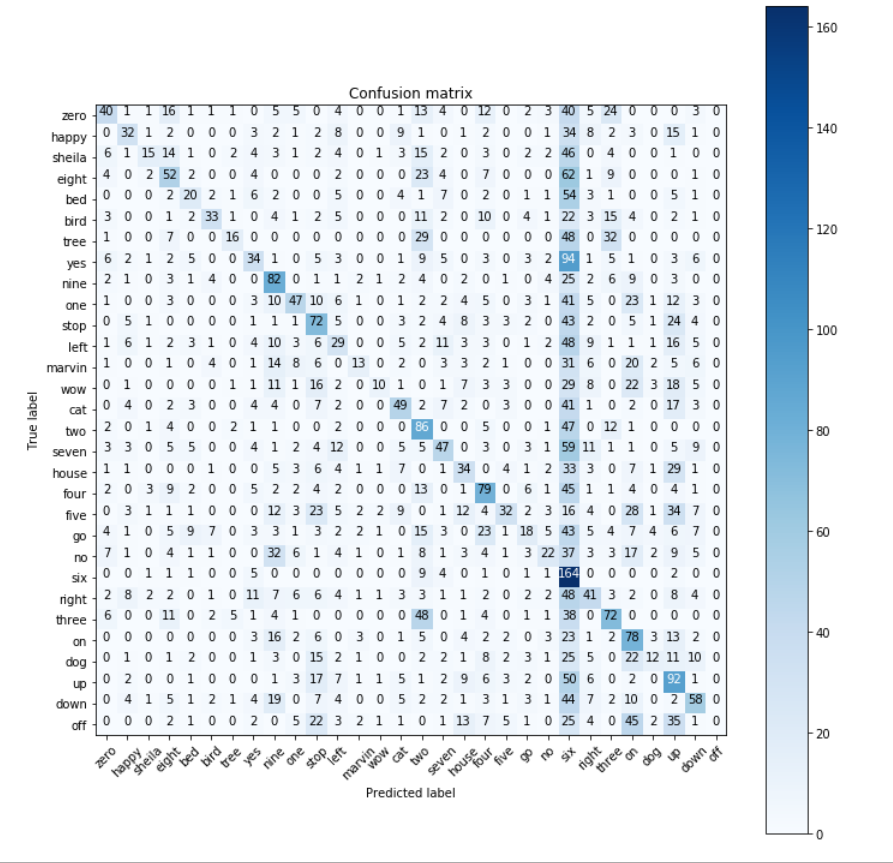 Confusion matrix
zero 40 1 1 16 1 1 1 0 5 5 0 4 0 0 1 13 4 0 12 0 2 3 40 5 24 0 0 0 3 0
happy 0 32 1 2 0 0 0 3 2 1 2 8 0 0 9 1 0 1 2 0 0 1 34 8 2 3 0 15 1 0
sheila 6 1 15 14 1 0 2 4 3 1 2 4 0 1 3 15 2 0 3 0 2 2 46 0 4 0 0 1 0 0
eight 4 0 2 52 2 0 0 4 0 0 0 2 0 0 0 23 4 0 7 0 0 2 62 1 9 0 0 0 1 0
bed 0 0 0 2 20 2 1 6 2 0 0 5 0 0 4 1 7 0 2 0 1 1 54 3 1 0 0 5 1 0
bird 3 0 0 1 2 33 1 0 4 1 2 5 0 0 0 11 2 0 10 0 4 1 22 3 15 4 0 2 1 0
tree 1 0 0 7 0 0 16 0 0 0 0 0 0 0 0 29 0 0 0 0 0 0 48 0 32 0 0 0 0 0
yes 6 2 1 2 5 0 0 34 1 0 5 3 0 0 1 9 5 0 3 0 3 2 94 1 5 1 0 3 6 0
nine 2 1 0 3 1 4 0 0 82 0 1 1 2 1 2 4 0 2 0 1 0 4 25 2 6 9 0 3 0 0
one 1 0 0 3 0 0 0 3 10 47 10 6 1 0 1 2 2 4 5 0 3 1 41 5 0 23 1 12 3 0
stop 0 5 1 0 0 0 0 1 1 1 72 2 0 0 3 2 4 8 3 3 2 0 43 2 0 5 1 24 4 0
left 1 6 1 2 3 1 0 4 10 3 6 29 0 0 5 2 11 3 3 0 0 2 48 9 1 1 1 16 5 0
marvin 1 0 0 1 0 4 0 1 14 8 0 2 13 0 0 3 0 3 3 2 1 0 31 6 0 20 2 5 6 0
wow 0 1 0 0 0 0 1 1 11 1 16 2 0 10 1 0 1 7 3 3 0 0 29 8 0 22 3 18 5 0
cat 0 4 0 2 3 0 0 4 4 0 7 2 0 0 49 2 7 2 0 3 0 0 41 1 0 2 0 17 3 0
two 2 0 1 4 0 0 2 1 1 0 0 0 0 0 0 86 2 0 5 0 0 1 47 0 12 1 0 0 0 0
seven 3 3 0 5 5 0 0 4 1 2 4 12 0 0 5 5 47 0 3 0 3 1 59 11 1 1 0 5 9 0
house 1 1 0 1 0 0 0 0 5 3 6 4 1 1 7 0 1 34 0 4 1 2 33 3 0 7 1 29 1 0
four 2 0 3 9 2 0 0 5 2 2 4 2 0 0 0 13 0 1 79 0 6 1 45 1 1 4 0 4 1 0
five 0 3 1 1 1 0 0 0 12 3 23 5 2 2 9 0 1 12 4 32 2 1 16 4 0 28 1 34 7 0
go 4 1 0 5 9 7 0 3 3 1 3 2 2 1 0 15 3 0 23 1 18 5 43 5 4 7 4 6 7 0
no 7 1 0 4 1 1 0 0 32 6 1 4 1 0 1 8 1 3 4 1 3 22 37 3 3 17 2 9 5 0
six 0 0 1 1 1 0 0 5 0 0 0 0 0 0 0 9 4 0 1 0 1 1 164 0 0 0 0 2 0 0
right 2 8 2 2 0 1 0 11 7 6 6 4 1 1 3 3 1 1 2 0 2 2 48 41 3 2 0 8 4 0
three 6 0 0 11 0 2 5 1 4 1 0 0 0 0 0 48 0 1 4 0 1 0 38 0 72 0 0 0 0 0
on 0 0 0 0 0 0 0 3 16 2 6 0 3 0 1 5 0 4 2 2 0 3 23 1 2 78 3 13 2 0
dog 0 1 0 1 2 0 0 1 3 0 15 2 1 0 0 2 2 1 8 2 3 1 25 5 0 22 12 11 10 0
up 0 2 0 0 1 0 0 0 1 3 17 7 1 1 5 1 2 9 6 3 2 0 50 6 0 2 0 92 1 0
down 0 4 1 5 1 2 1 4 19 0 7 4 0 0 5 2 2 1 3 1 3 1 44 7 2 10 0 2 58 0
off 0 0 0 2 1 0 0 2 0 5 22 3 2 1 1 0 1 13 7 5 1 0 25 4 0 45 2 35 1 0
True label
zero happy sheila eight bed bird tree yes nine one stop left marvin wow cat two seven house four five go no six right three on dog up down off
Predicted label
160
140
120
100
80
60
40
20
0